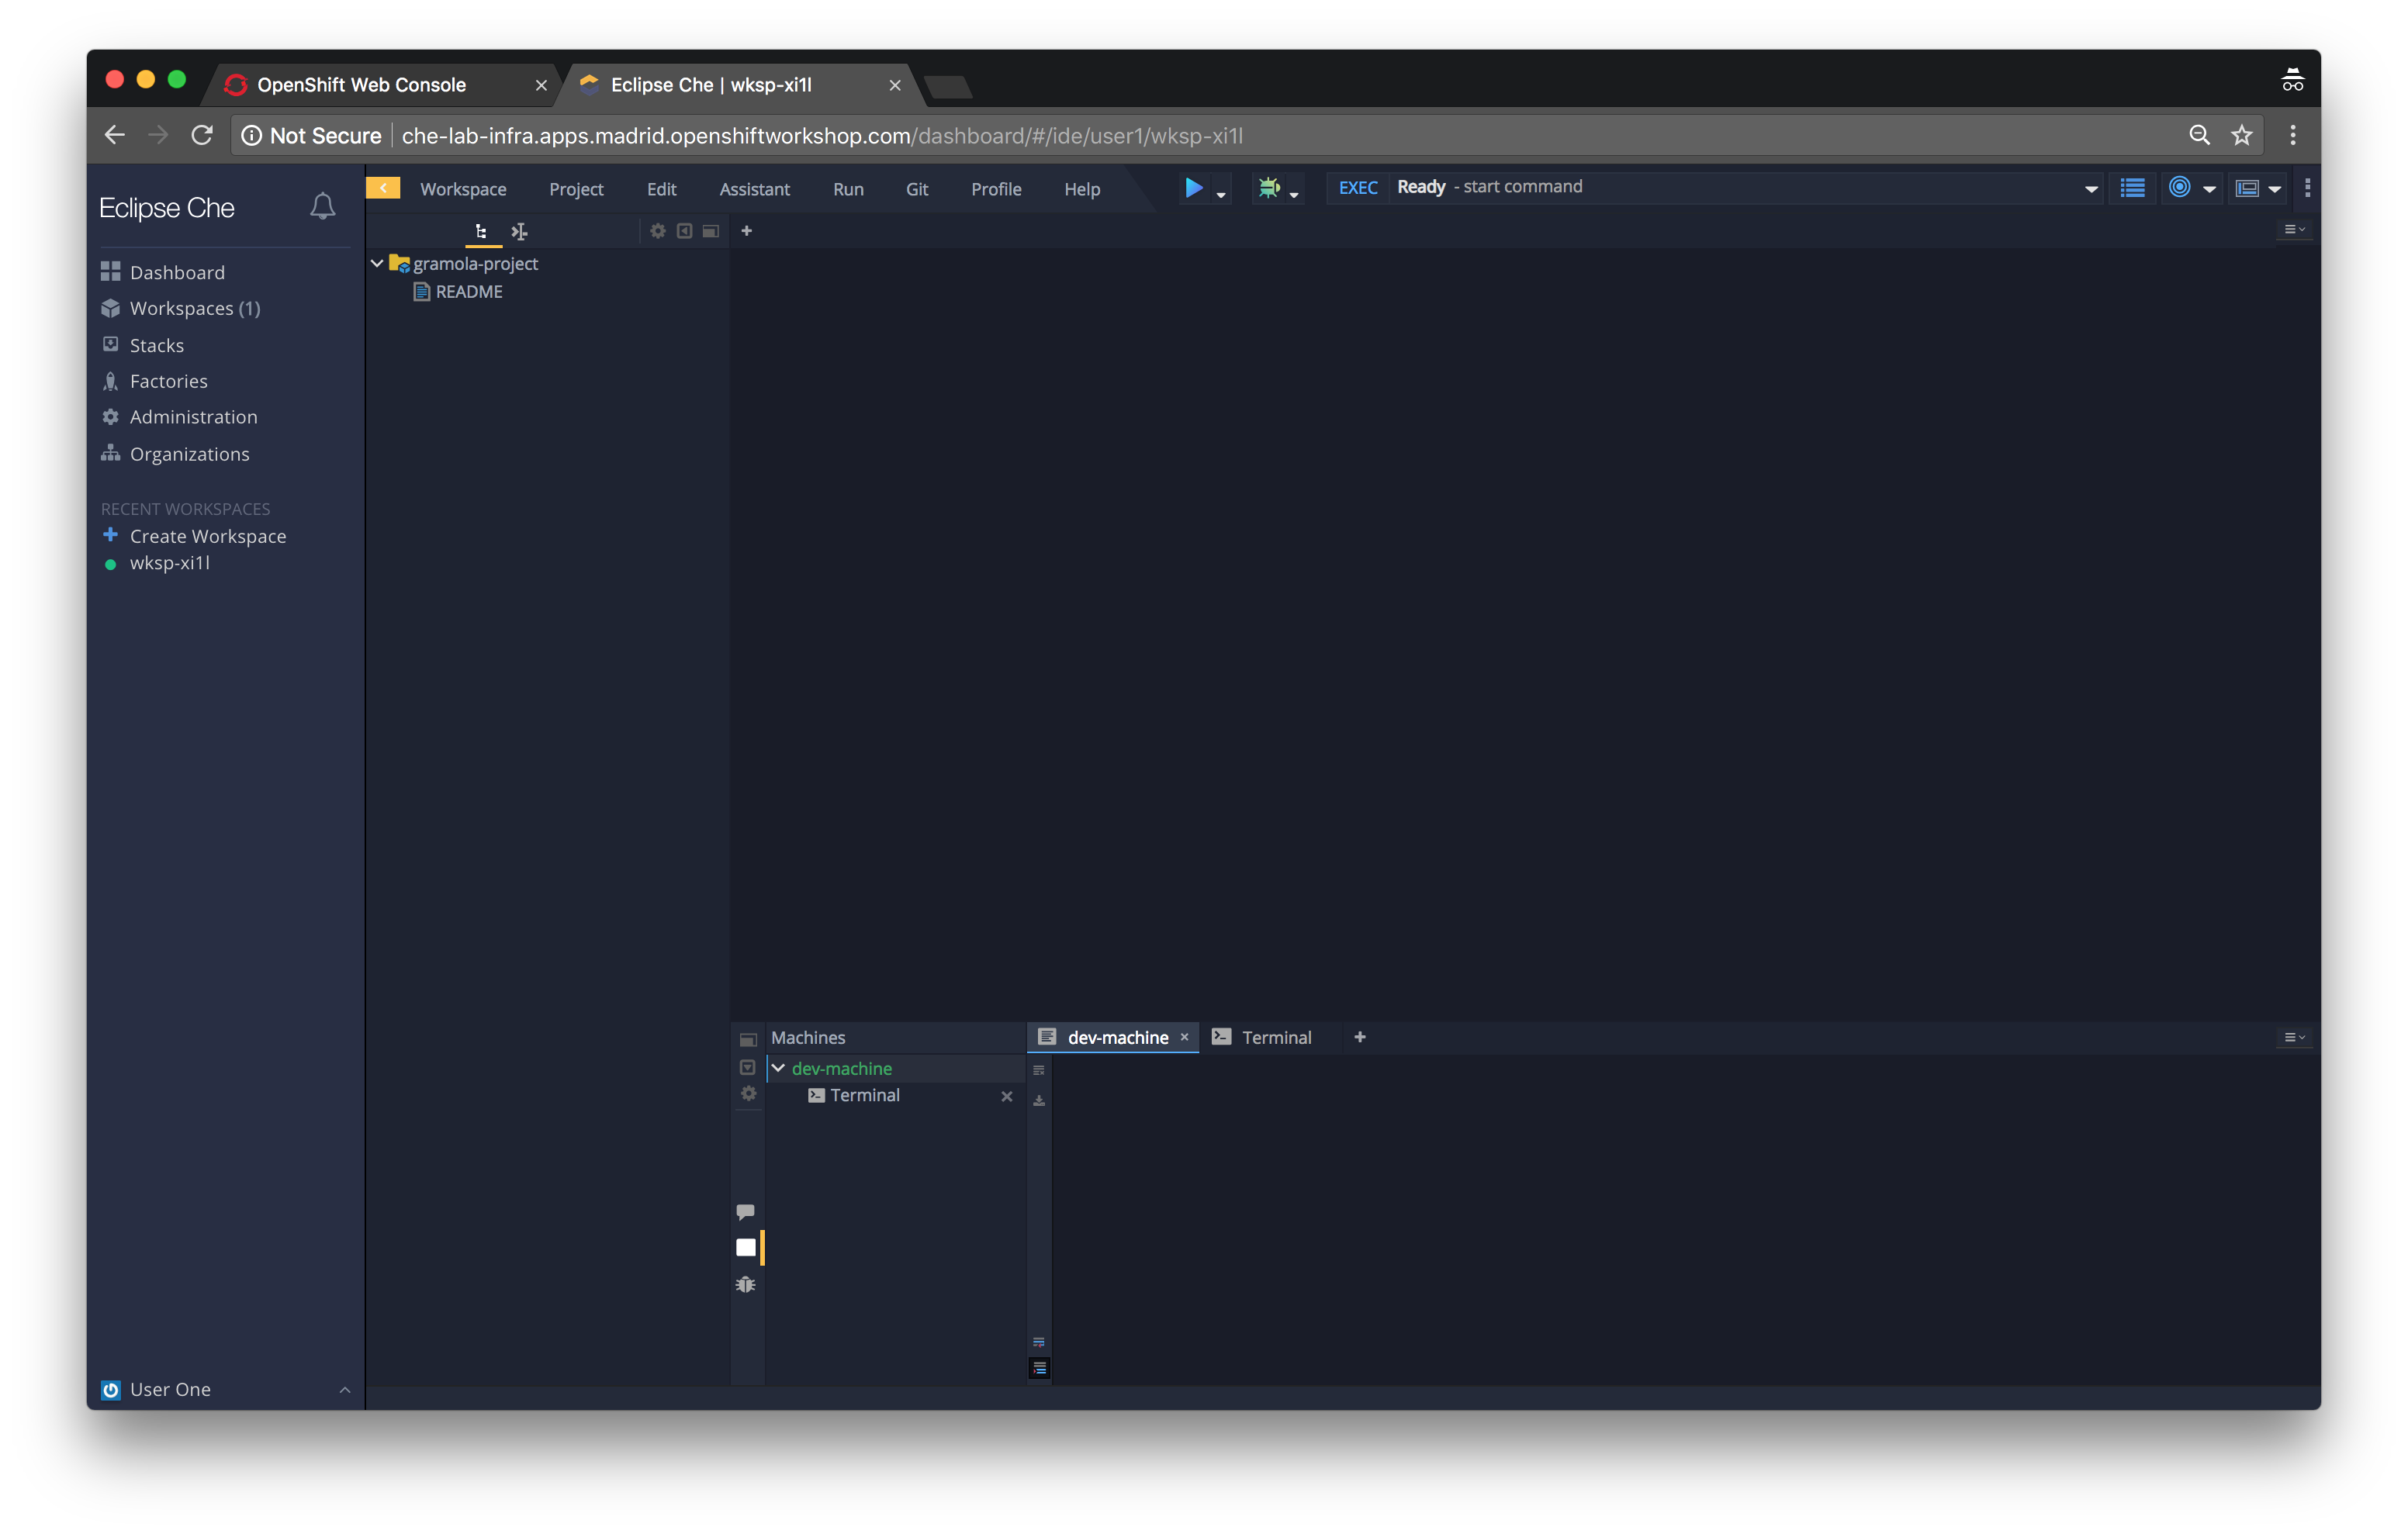 OpenShift Web Console
Eclipse Che | wksp-xi1l
Not Secure che-lab-infra.apps.madrid.openshiftworkshop.com/dashboard/#/ide/user1/wksp-xi1l
Eclipse Che
Workspace Project Edit Assistant Run Git Profile Help
EXEC Ready - start command
Dashboard
Workspaces (1)
Stacks
Factories
Administration
Organizations
RECENT WORKSPACES
Create Workspace
wksp-xi1l
gramola-project
README
Machines
dev-machine
Terminal
dev-machine
Terminal
User One